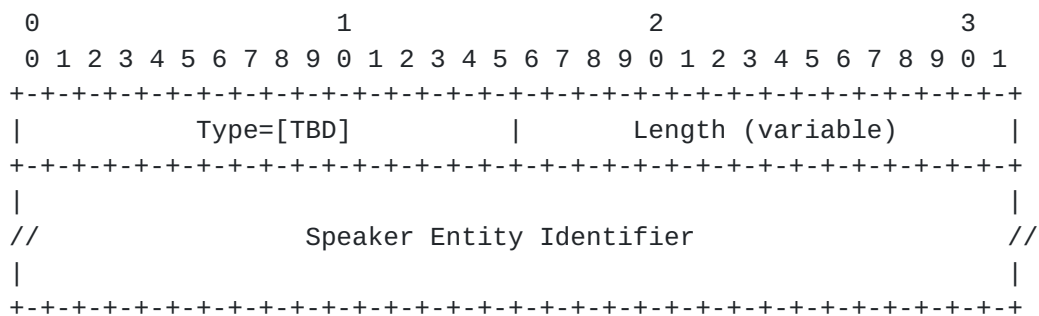 0                   1                   2                   3
 0 1 2 3 4 5 6 7 8 9 0 1 2 3 4 5 6 7 8 9 0 1 2 3 4 5 6 7 8 9 0 1
+-+-+-+-+-+-+-+-+-+-+-+-+-+-+-+-+-+-+-+-+-+-+-+-+-+-+-+-+-+-+-+-+
|           Type=[TBD]          |       Length (variable)       |
+-+-+-+-+-+-+-+-+-+-+-+-+-+-+-+-+-+-+-+-+-+-+-+-+-+-+-+-+-+-+-+-+
|                                                               |
//                 Speaker Entity Identifier                    //
|                                                               |
+-+-+-+-+-+-+-+-+-+-+-+-+-+-+-+-+-+-+-+-+-+-+-+-+-+-+-+-+-+-+-+-+